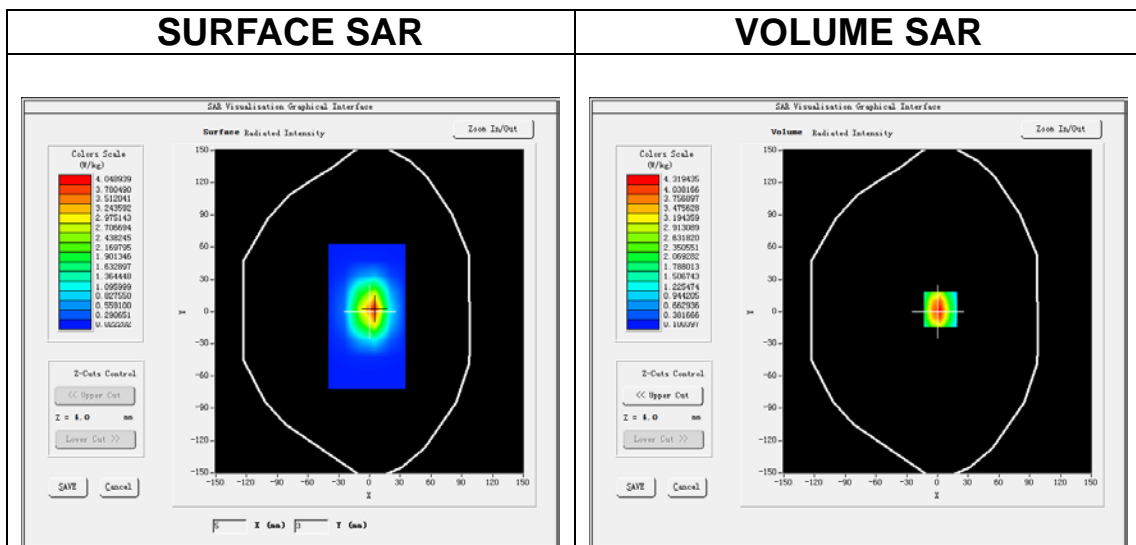 SURFACE SAR
SAR Visualisation Graphical Interface
Surface Radiated Intensity
Zoom In/Out
Colors Scale
(W/kg)
4.048939
3.780490
3.512041
3.243592
2.975143
2.706694
2.438245
2.169795
1.901346
1.632897
1.364448
1.095999
0.827550
0.559100
0.290651
0.022202
Z-Cuts Control
<< Upper Cut
Z = 4.0 mm
Lower Cut >>
SAVE Cancel
150
120
90
60
30
0
-30
-60
-90
-120
-150
Y
-150 -120 -90 -60 -30 0 30 60 90 120 150
X
5 X (mm) 3 Y (mm)
VOLUME SAR
SAR Visualisation Graphical Interface
Volume Radiated Intensity
Zoom In/Out
Colors Scale
(W/kg)
4.319435
4.038166
3.756897
3.475628
3.194359
2.913089
2.631820
2.350551
2.069282
1.788013
1.506743
1.225474
0.944205
0.662936
0.381666
0.100397
Z-Cuts Control
<< Upper Cut
Z = 4.0 mm
Lower Cut >>
SAVE Cancel
150
120
90
60
30
0
-30
-60
-90
-120
-150
Y
-150 -120 -90 -60 -30 0 30 60 90 120 150
X